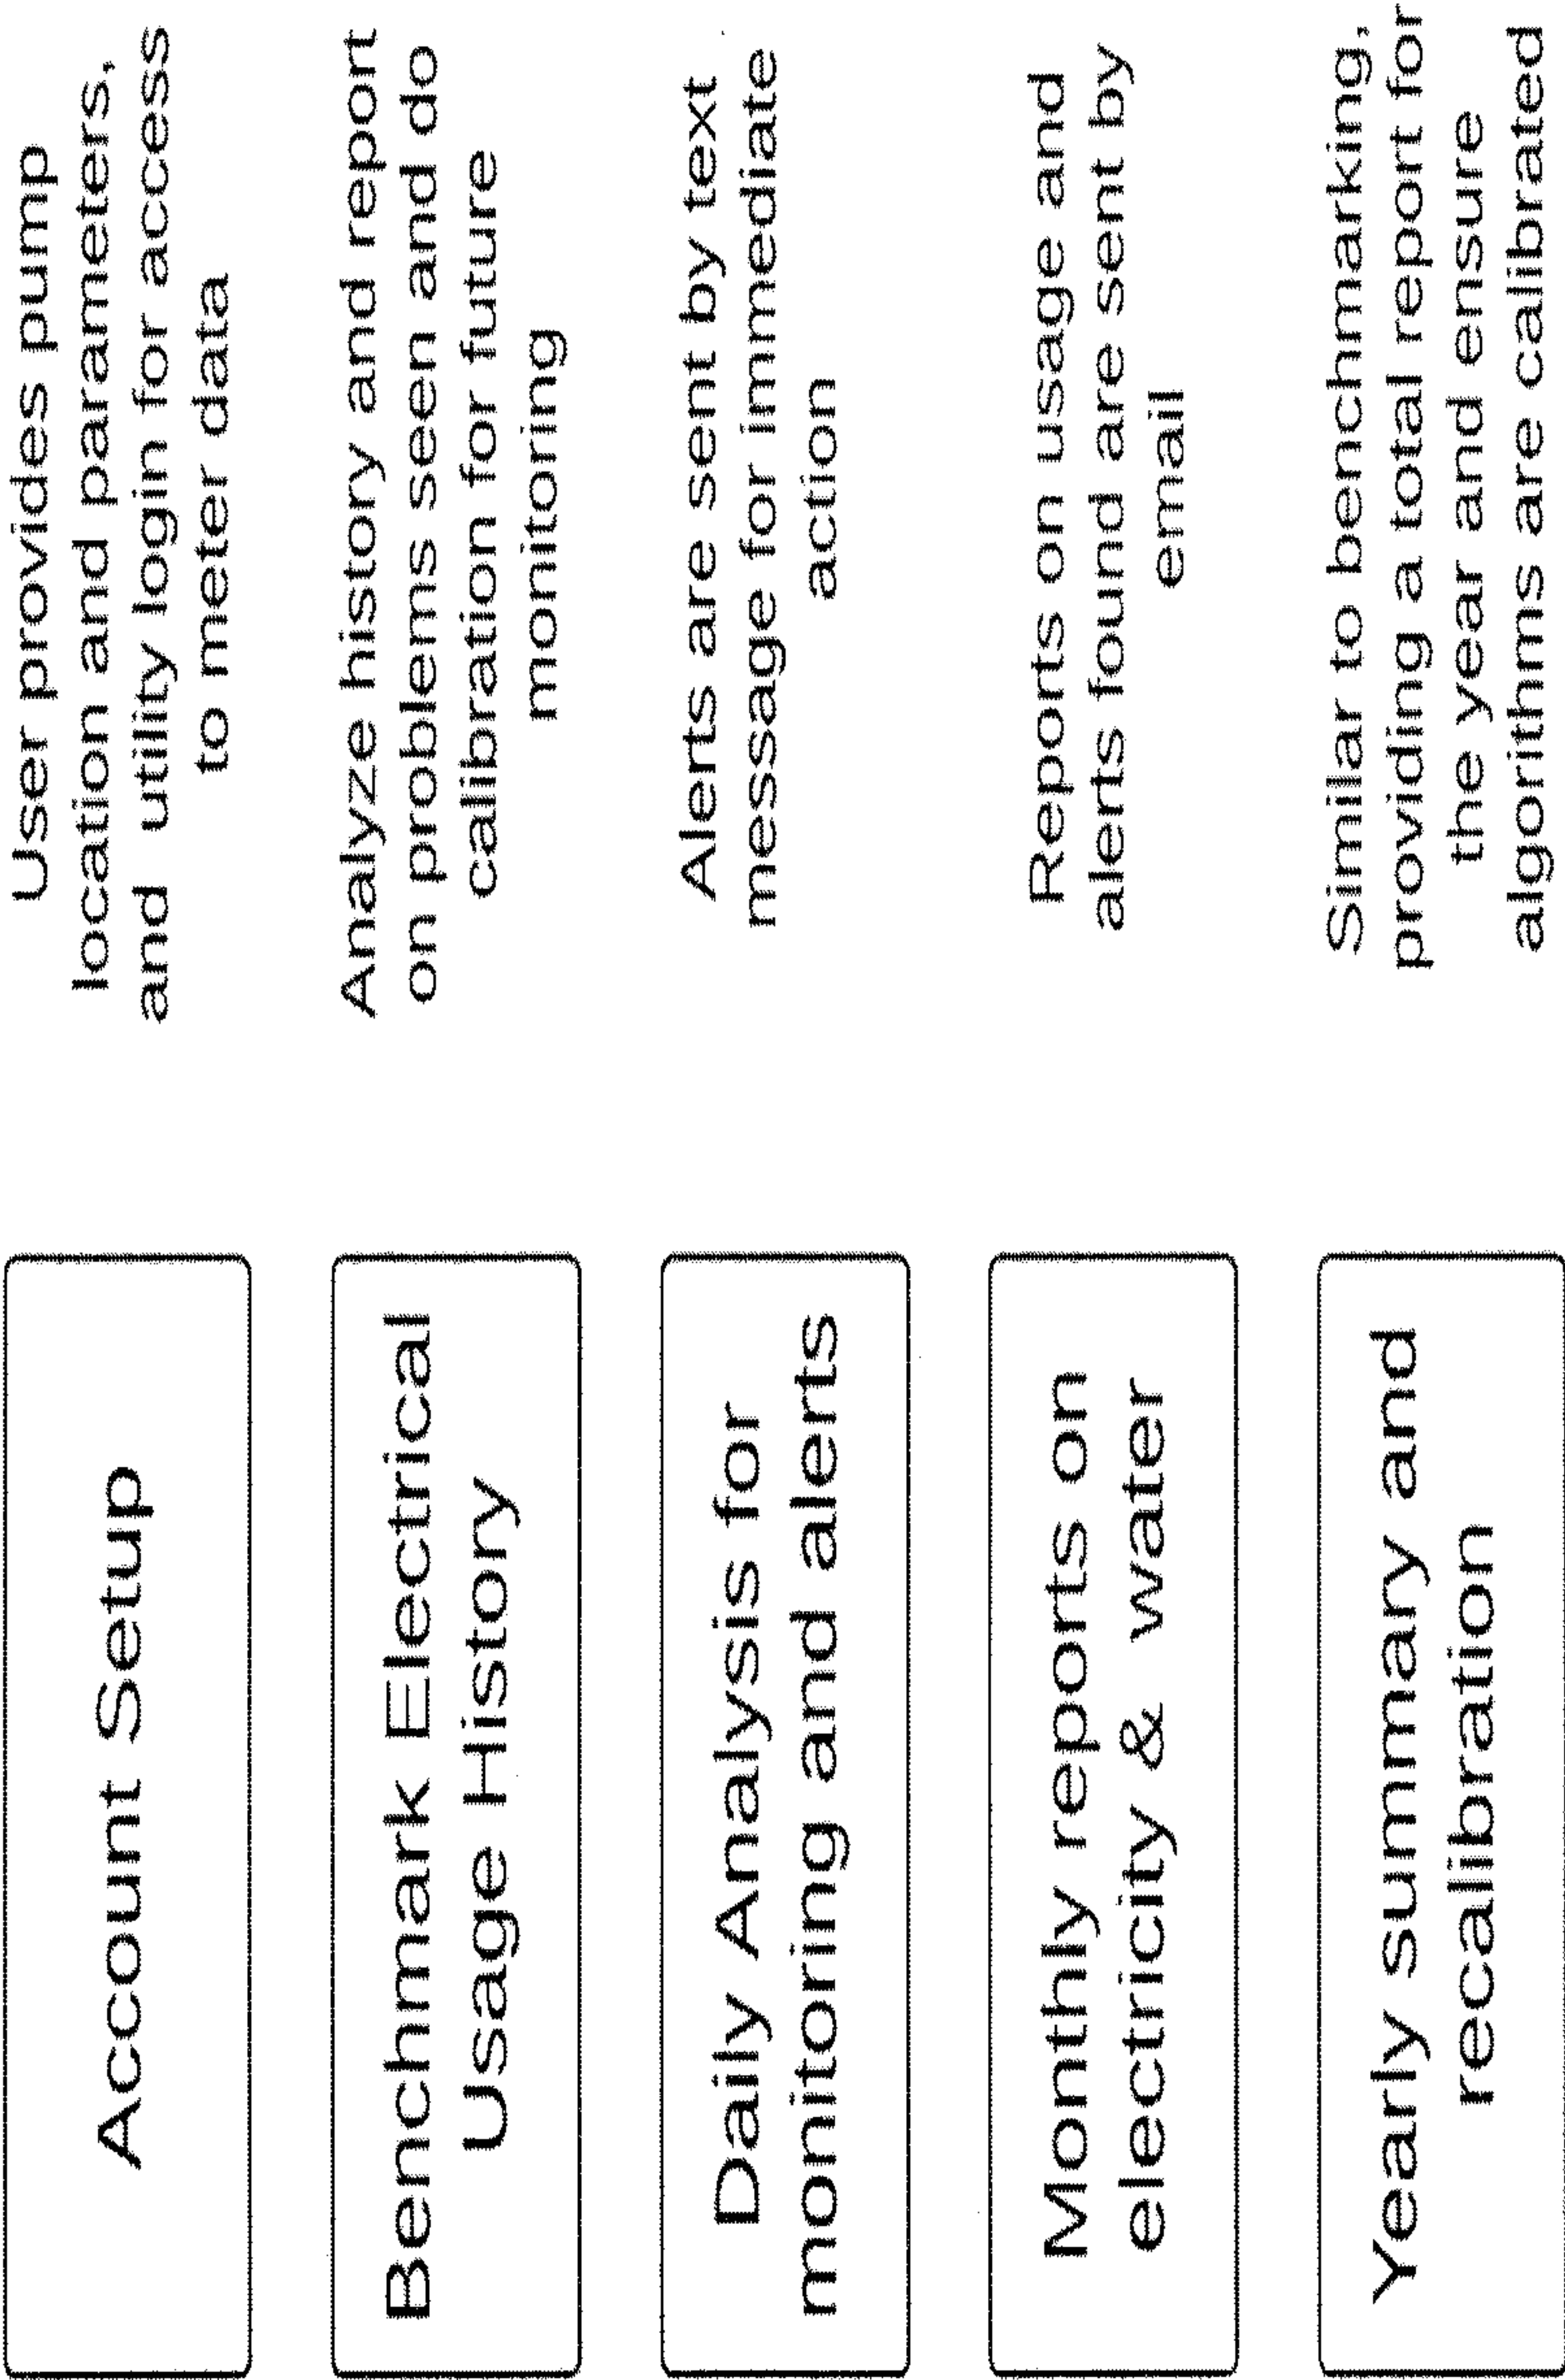 Account Setup
User provides pump
location and parameters,
and utility login for access
to meter data
Benchmark Electrical
Usage History
Analyze history and report
on problems seen and do
calibration for future
monitoring
Daily Analysis for
monitoring and alerts
Alerts are sent by text
message for immediate
action
Monthly reports on
electricity & water
Reports on usage and
alerts found are sent by
email
Yearly summary and
recalibration
Similar to benchmarking,
providing a total report for
the year and ensure
algorithms are calibrated